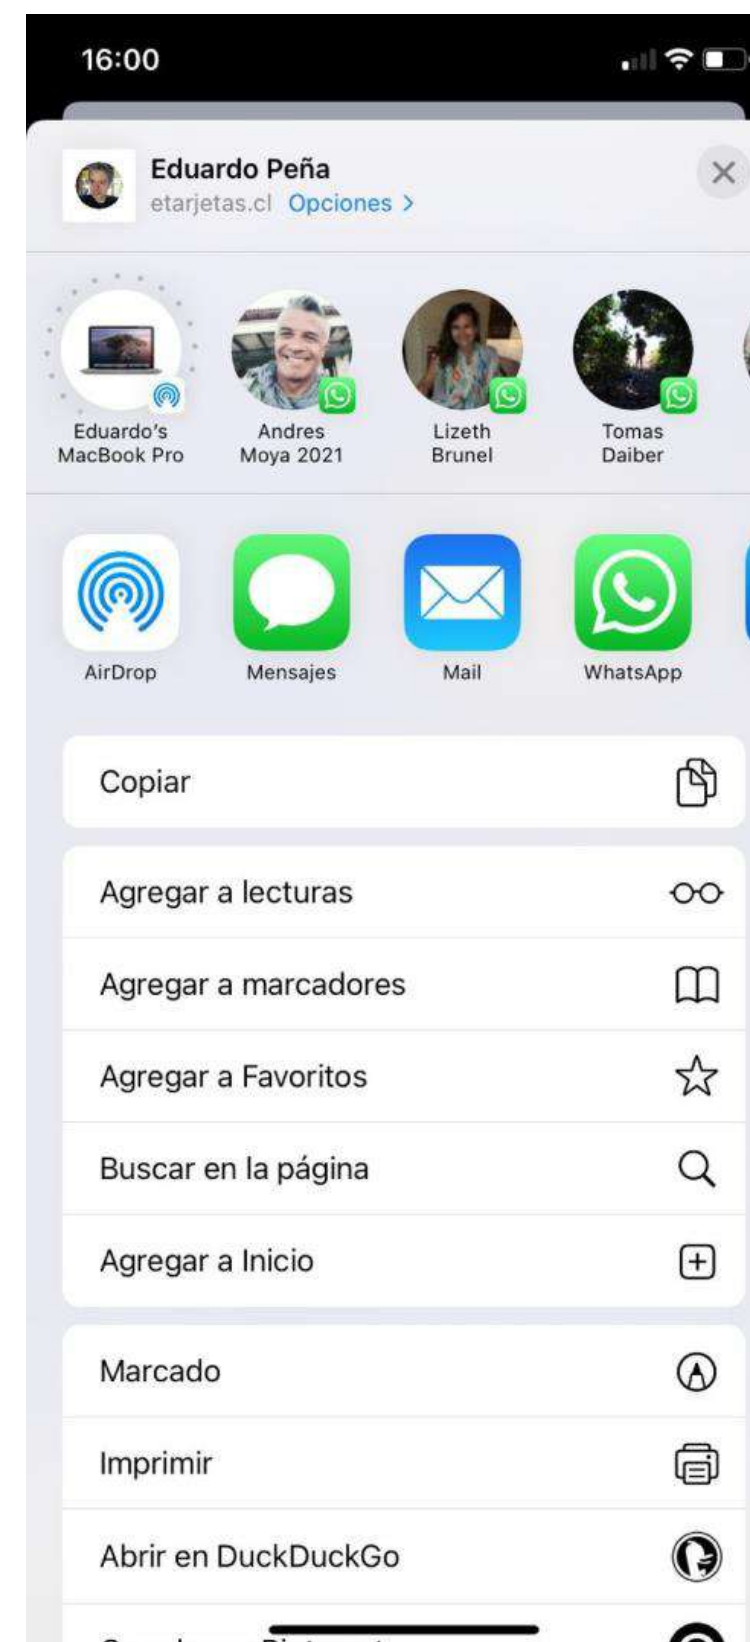 16:00
Eduardo Peña
etarjetas.cl Opciones >
Eduardo's
MacBook Pro
Andres
Moya 2021
Lizeth
Brunel
Tomas
Daiber
AirDrop
Mensajes
Mail
WhatsApp
Copiar
Agregar a lecturas
Agregar a marcadores
Agregar a Favoritos
Buscar en la página
Agregar a Inicio
Marcado
Imprimir
Abrir en DuckDuckGo